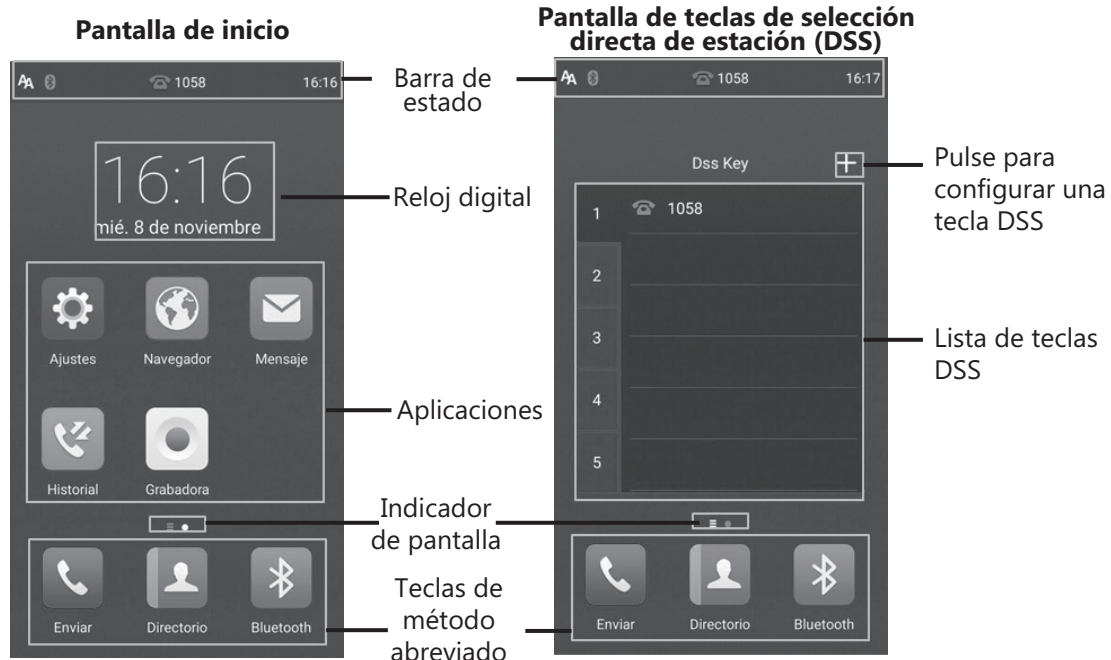 Pantalla de inicio
Pantalla de teclas de selección
directa de estación (DSS)
AA
1058
16:16
Barra de
estado
AA
1058
16:17
16:16
mié. 8 de noviembre
Reloj digital
Dss Key
Pulse para
configurar una
tecla DSS
1
1058
2
3
4
5
Lista de teclas
DSS
Ajustes
Navegador
Mensaje
Historial
Grabadora
Aplicaciones
Indicador
de pantalla
Enviar
Directorio
Bluetooth
Teclas de
método
abreviado
Enviar
Directorio
Bluetooth